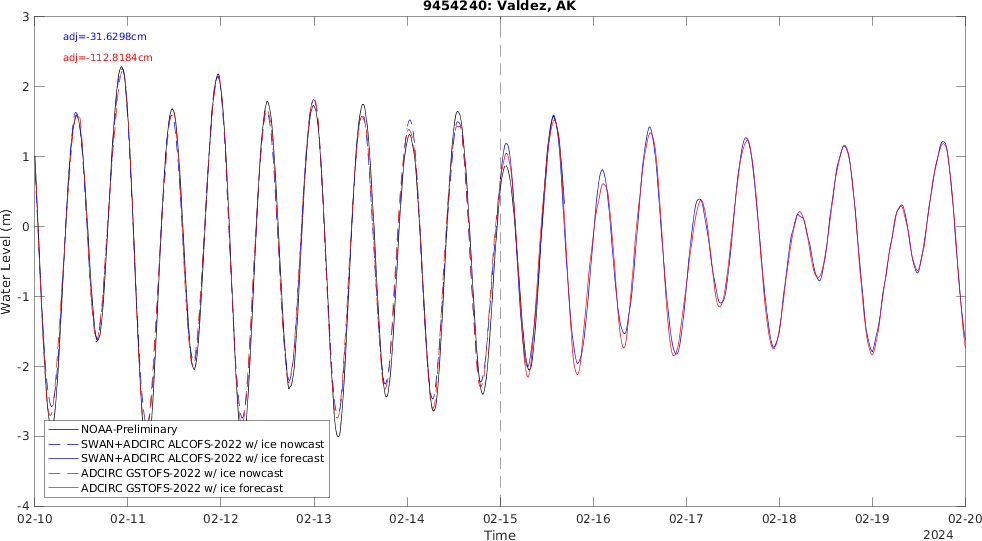 9454240: Valdez, AK
adj=-31.6298cm
adj=-112.8184cm
3
2
1
0
-1
-2
-3
-4
Water Level (m)
NOAA-Preliminary
SWAN+ADCIRC ALCOFS-2022 w/ ice nowcast
SWAN+ADCIRC ALCOFS-2022 w/ ice forecast
ADCIRC GSTOFS-2022 w/ ice nowcast
ADCIRC GSTOFS-2022 w/ ice forecast
02-10 02-11 02-12 02-13 02-14 02-15 02-16 02-17 02-18 02-19 02-20
Time
2024